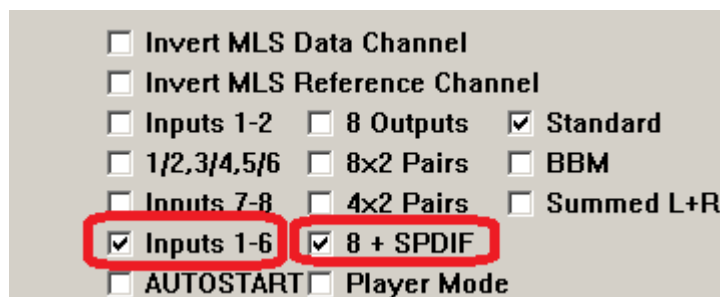 Invert MLS Data Channel
Invert MLS Reference Channel
Inputs 1-2 8 Outputs Standard
1/2,3/4,5/6 8x2 Pairs BBM
Inputs 7-8 4x2 Pairs Summed L+R
Inputs 1-6 8 + SPDIF
AUTOSTART Player Mode